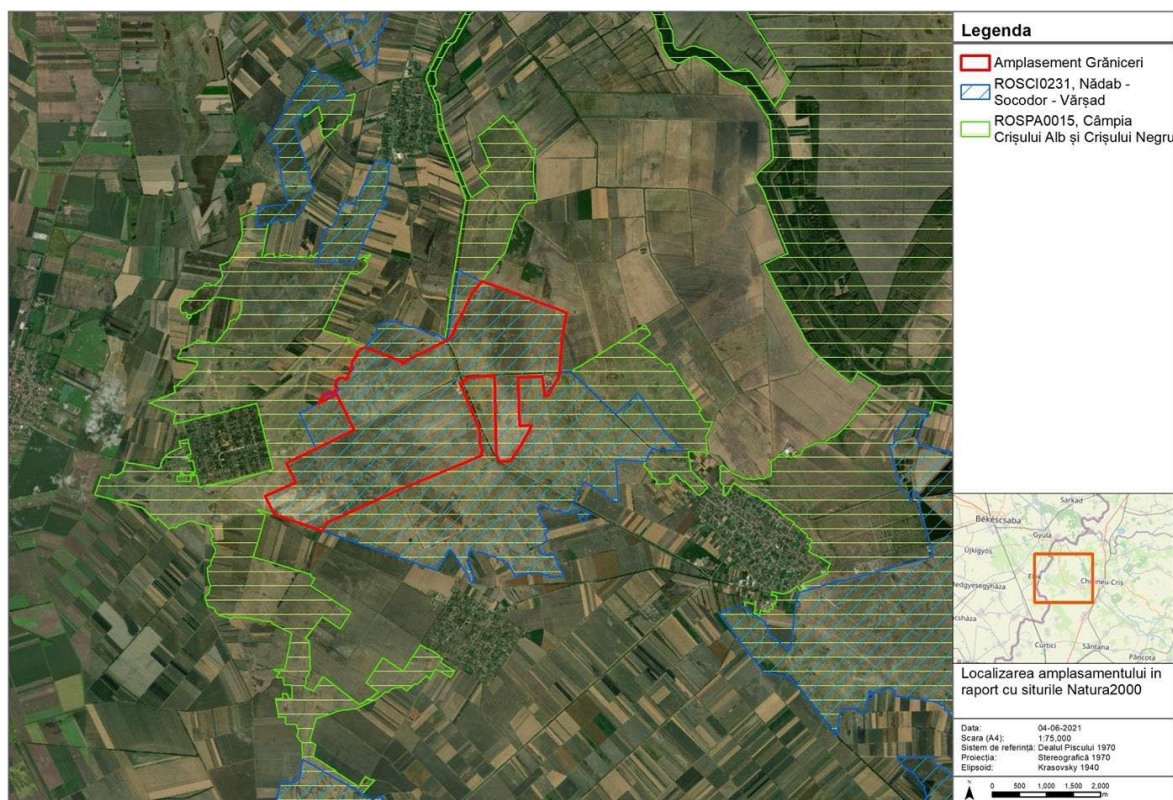 Legenda
Amplasement Grăniceri
ROSCI0231, Nădab -
Socodor - Vărșad
ROSPA0015, Câmpia
Crișului Alb și Crișului Negru
Sarkad
Békéscsaba
Gyula
Újkígyós
Elek
Chișineu-Criș
Medgyesegyháza
csháza
Curtici
Sântana
Pâncota
Localizarea amplasamentului in
raport cu siturile Natura2000
Data: 04-06-2021
Scara (A4): 1:75,000
Sistem de referință: Dealul Piscului 1970
Proiecția: Stereografică 1970
Elipsoid: Krasovsky 1940
N
0 500 1,000 1,500 2,000
m